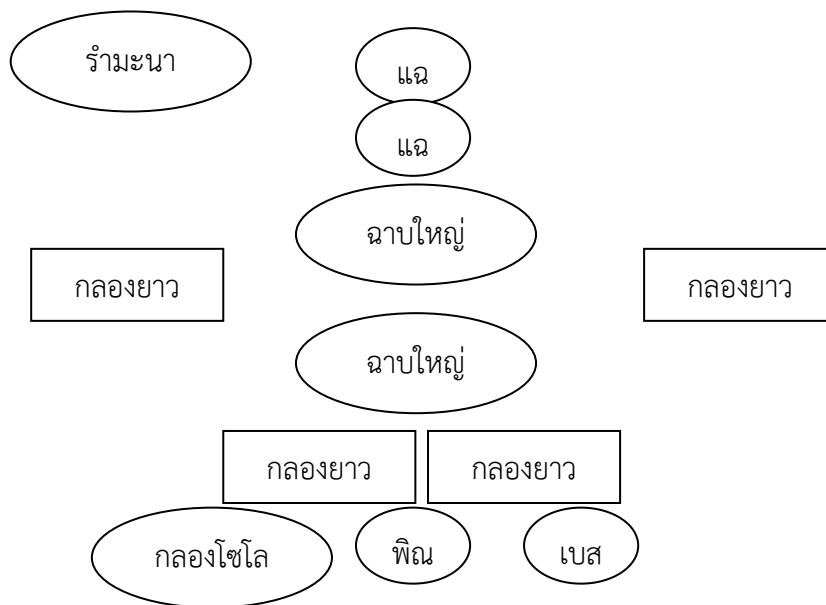 รำมะนา
แฉ
แฉ
ฉาบใหญ่
กลองยาว
กลองยาว
ฉาบใหญ่
กลองยาว
กลองยาว
กลองโซโล
พิณ
เบส